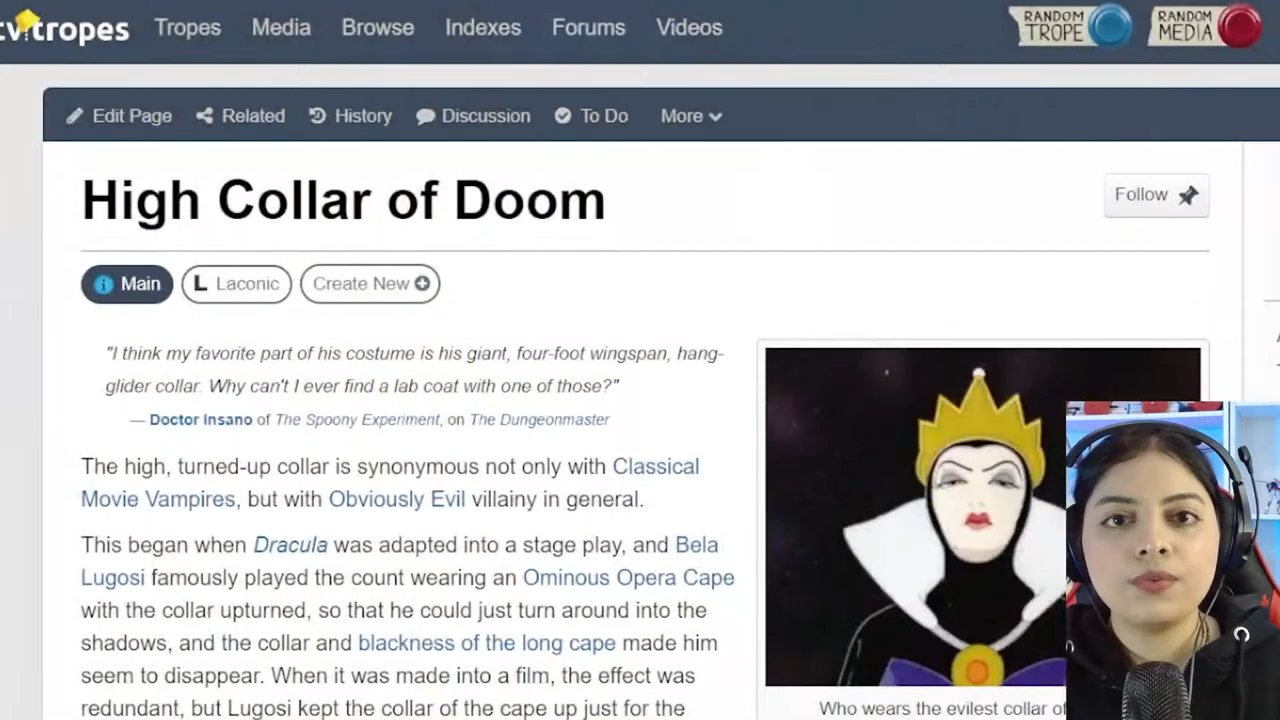 tv tropes Tropes Media Browse Indexes Forums Videos RANDOM TROPE RANDOM MEDIA
Edit Page Related History Discussion To Do More
High Collar of Doom
Follow
Main L Laconic Create New
"I think my favorite part of his costume is his giant, four-foot wingspan, hang-
glider collar. Why can't I ever find a lab coat with one of those?"
— Doctor Insano of The Spoony Experiment, on The Dungeonmaster
The high, turned-up collar is synonymous not only with Classical
Movie Vampires, but with Obviously Evil villainy in general.
This began when Dracula was adapted into a stage play, and Bela
Lugosi famously played the count wearing an Ominous Opera Cape
with the collar upturned, so that he could just turn around into the
shadows, and the collar and blackness of the long cape made him
seem to disappear. When it was made into a film, the effect was
redundant, but Lugosi kept the collar of the cape up just for the
Who wears the evilest collar of